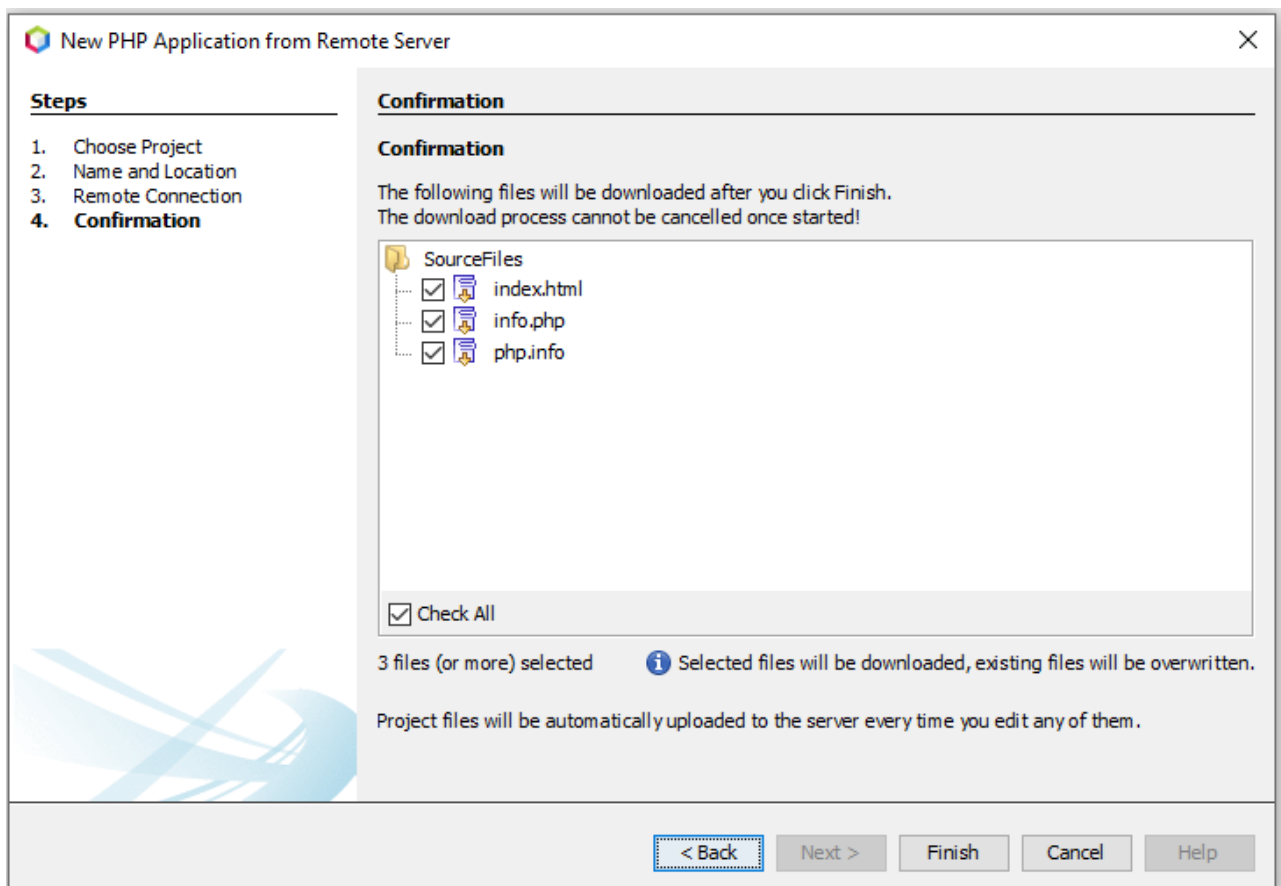 New PHP Application from Remote Server
Steps
1. Choose Project
2. Name and Location
3. Remote Connection
4. Confirmation
Confirmation
Confirmation
The following files will be downloaded after you click Finish.
The download process cannot be cancelled once started!
SourceFiles
index.html
info.php
php.info
Check All
3 files (or more) selected
Selected files will be downloaded, existing files will be overwritten.
Project files will be automatically uploaded to the server every time you edit any of them.
< Back
Next >
Finish
Cancel
Help